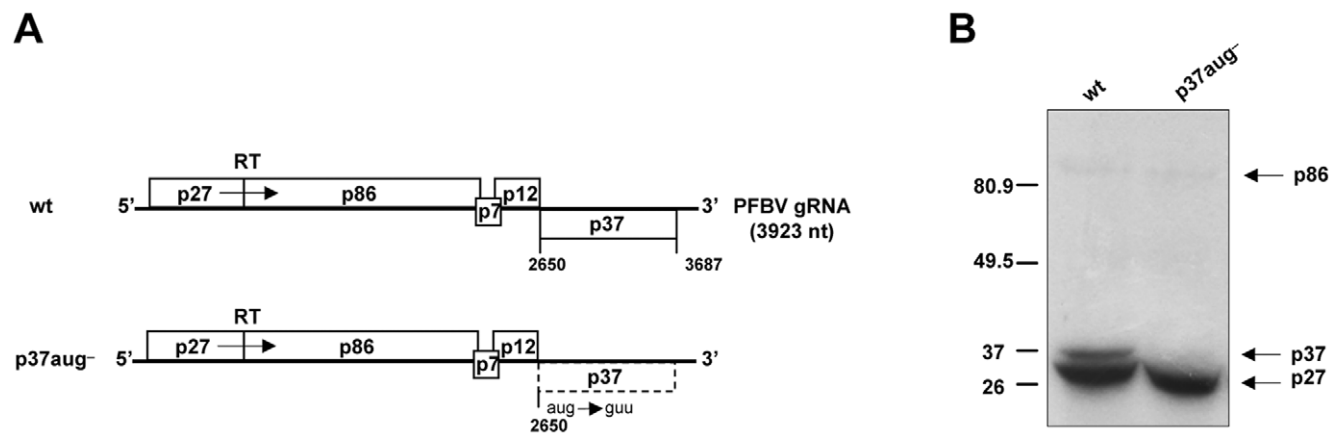 A
B
wt
p37aug–
RT
p27
p86
p12
wt
5’
3’
PFBV gRNA
p7
(3923 nt)
p37
2650
3687
RT
p27
p86
p12
p37aug–
5’
3’
p7
p37
aug
guu
2650
80.9
49.5
37
26
p86
p37
p27